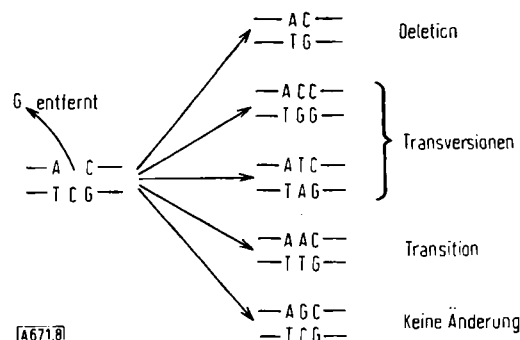 — A C —
— T G —
Deletion
G entfernt
— A C C —
— T G G —
Transversionen
— A C —
— T C G —
— A T C —
— T A G —
— A A C —
— T T G —
Transition
— A G C —
— T C G —
Keine Änderung
A671.8